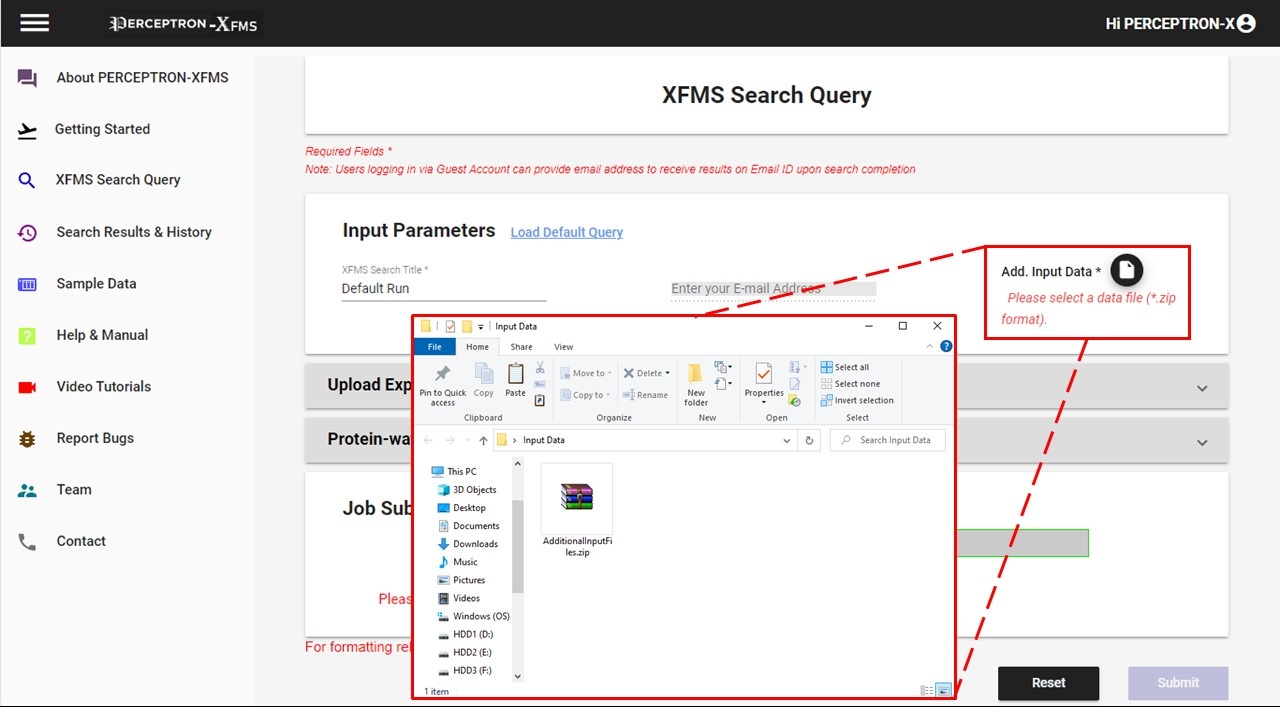 PERCEPTRON-XFMS
Hi PERCEPTRON-X
About PERCEPTRON-XFMS
Getting Started
XFMS Search Query
Search Results & History
Sample Data
Help & Manual
Video Tutorials
Report Bugs
Team
Contact
XFMS Search Query
Required Fields *
Note: Users logging in via Guest Account can provide email address to receive results on Email ID upon search completion
Input Parameters
Load Default Query
XFMS Search Title *
Default Run
Enter your E-mail Address
Add. Input Data *
Please select a data file (*.zip
format).
Upload Exp
Protein-wa
Job Sub
Pleas
For formatting rel
Input Data
File
Home
Share
View
Pin to Quick
access
Copy
Paste
Clipboard
Move to
Copy to
Delete
Rename
Organize
New
folder
New
Properties
Open
Select all
Select none
Invert selection
Select
Input Data
Search Input Data
This PC
3D Objects
Desktop
Documents
Downloads
Music
Pictures
Videos
Windows (OS)
HDD1 (D:)
HDD2 (E:)
HDD3 (F:)
AdditionalInputFi
les.zip
1 item
Reset
Submit